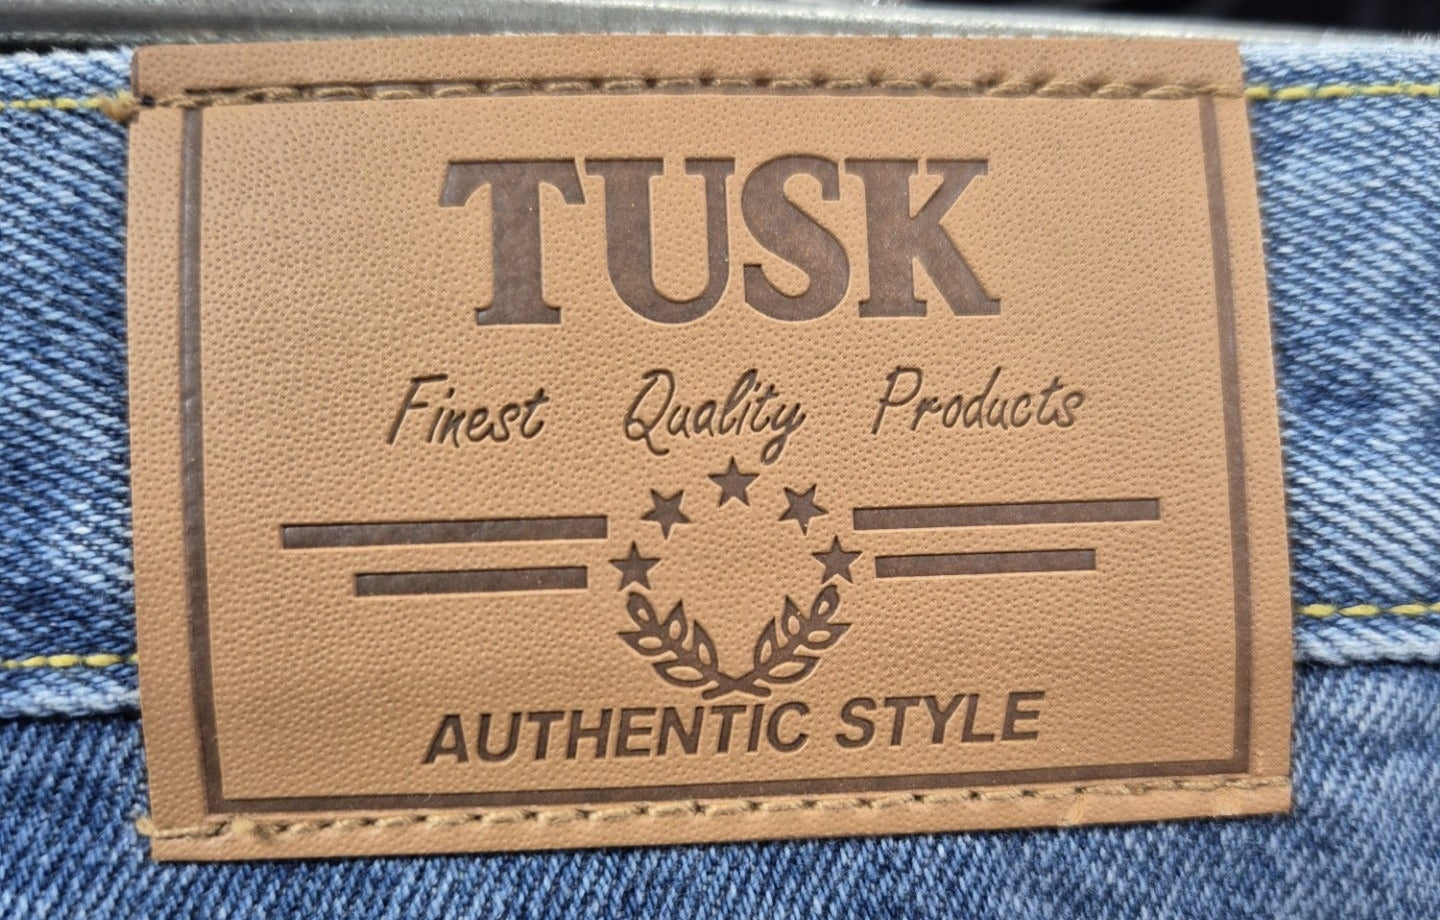 TUSK
Finest Quality Products
AUTHENTIC STYLE